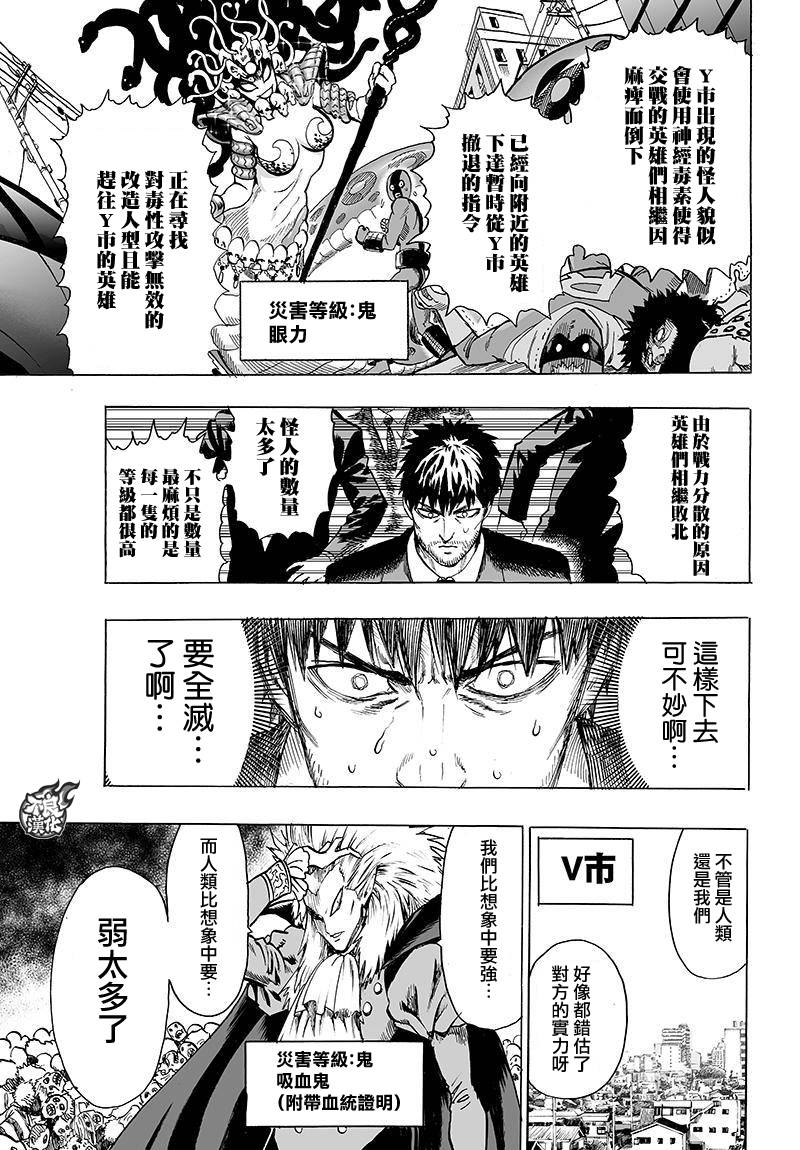 Y市出現的怪人貌似
會使用神經毒素使得
交戰的英雄們相繼因
麻痺而倒下
已經向附近的英雄
下達暫時從Y市
撤退的指令
正在尋找
對毒性攻擊無效的
改造人型且能
趕往Y市的英雄
災害等級:鬼
眼力
由於戰力分散的原因
英雄們相繼敗北
怪人的數量
太多了
不只是數量
最麻煩的是
每一隻的
等級都很高
這樣下去
可不妙啊…
要全滅…
了啊…
不管是人類
還是我們
V市
好像都錯估了
對方的實力呀
我們比想象中要強…
而人類比想象中要…
弱太多了
災害等級:鬼
吸血鬼
(附帶血統證明)
不良
漢化